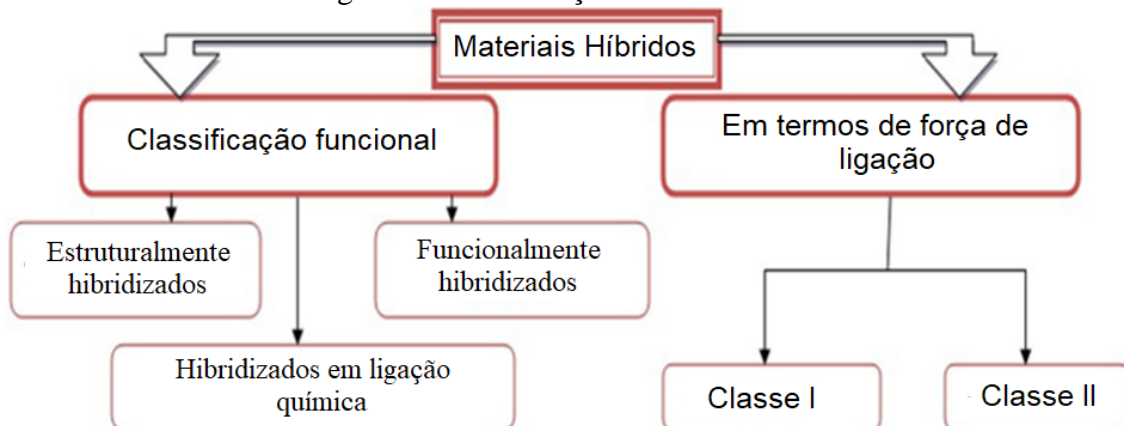 Materiais Híbridos
Classificação funcional
Em termos de força de
ligação
Estruturalmente
hibridizados
Funcionalmente
hibridizados
Hibridizados em ligação
química
Classe I
Classe II